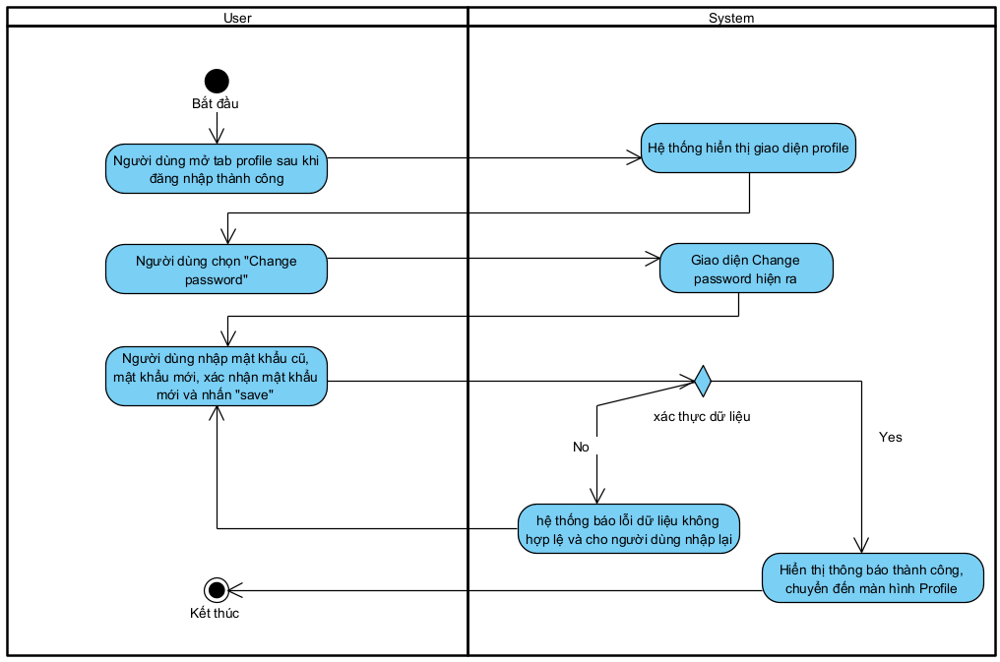 User
System
Bắt đầu
Người dùng mở tab profile sau khi
đăng nhập thành công
Hệ thống hiển thị giao diện profile
Người dùng chọn "Change
password"
Giao diện Change
password hiện ra
Người dùng nhập mật khẩu cũ,
mật khẩu mới, xác nhận mật khẩu
mới và nhấn "save"
xác thực dữ liệu
No
Yes
hệ thống báo lỗi dữ liệu không
hợp lệ và cho người dùng nhập lại
Hiển thị thông báo thành công,
chuyển đến màn hình Profile
Kết thúc